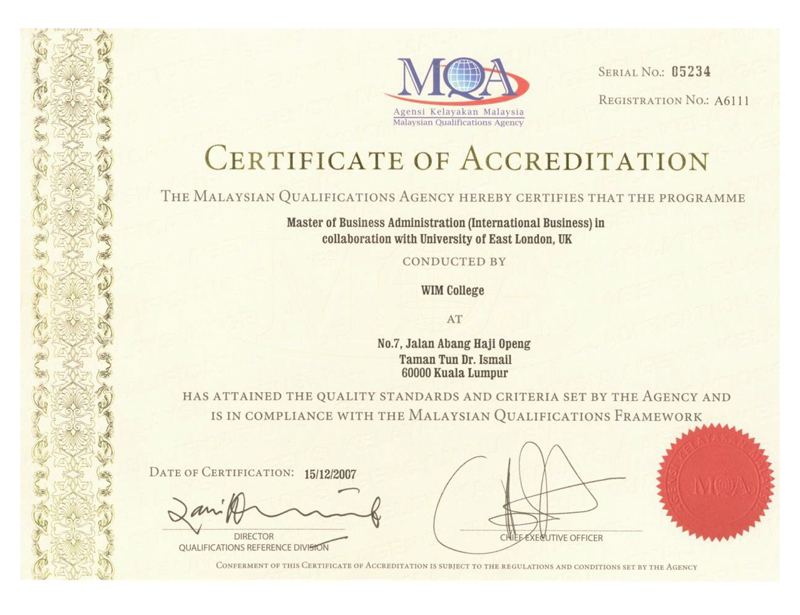 MQA
Agensi Kelayakan Malaysia
Malaysian Qualifications Agency
SERIAL NO.: 05234
REGISTRATION NO.: A6111
CERTIFICATE OF ACCREDITATION
THE MALAYSIAN QUALIFICATIONS AGENCY HEREBY CERTIFIES THAT THE PROGRAMME
Master of Business Administration (International Business) in
collaboration with University of East London, UK
CONDUCTED BY
WIM College
AT
No.7, Jalan Abang Haji Openg
Taman Tun Dr. Ismail
60000 Kuala Lumpur
HAS ATTAINED THE QUALITY STANDARDS AND CRITERIA SET BY THE AGENCY AND
IS IN COMPLIANCE WITH THE MALAYSIAN QUALIFICATIONS FRAMEWORK
MQA
DATE OF CERTIFICATION: 15/12/2007
DIRECTOR
QUALIFICATIONS REFERENCE DIVISION
CHIEF EXECUTIVE OFFICER
CONFERMENT OF THIS CERTIFICATE OF ACCREDITATION IS SUBJECT TO THE REGULATIONS AND CONDITIONS SET BY THE AGENCY